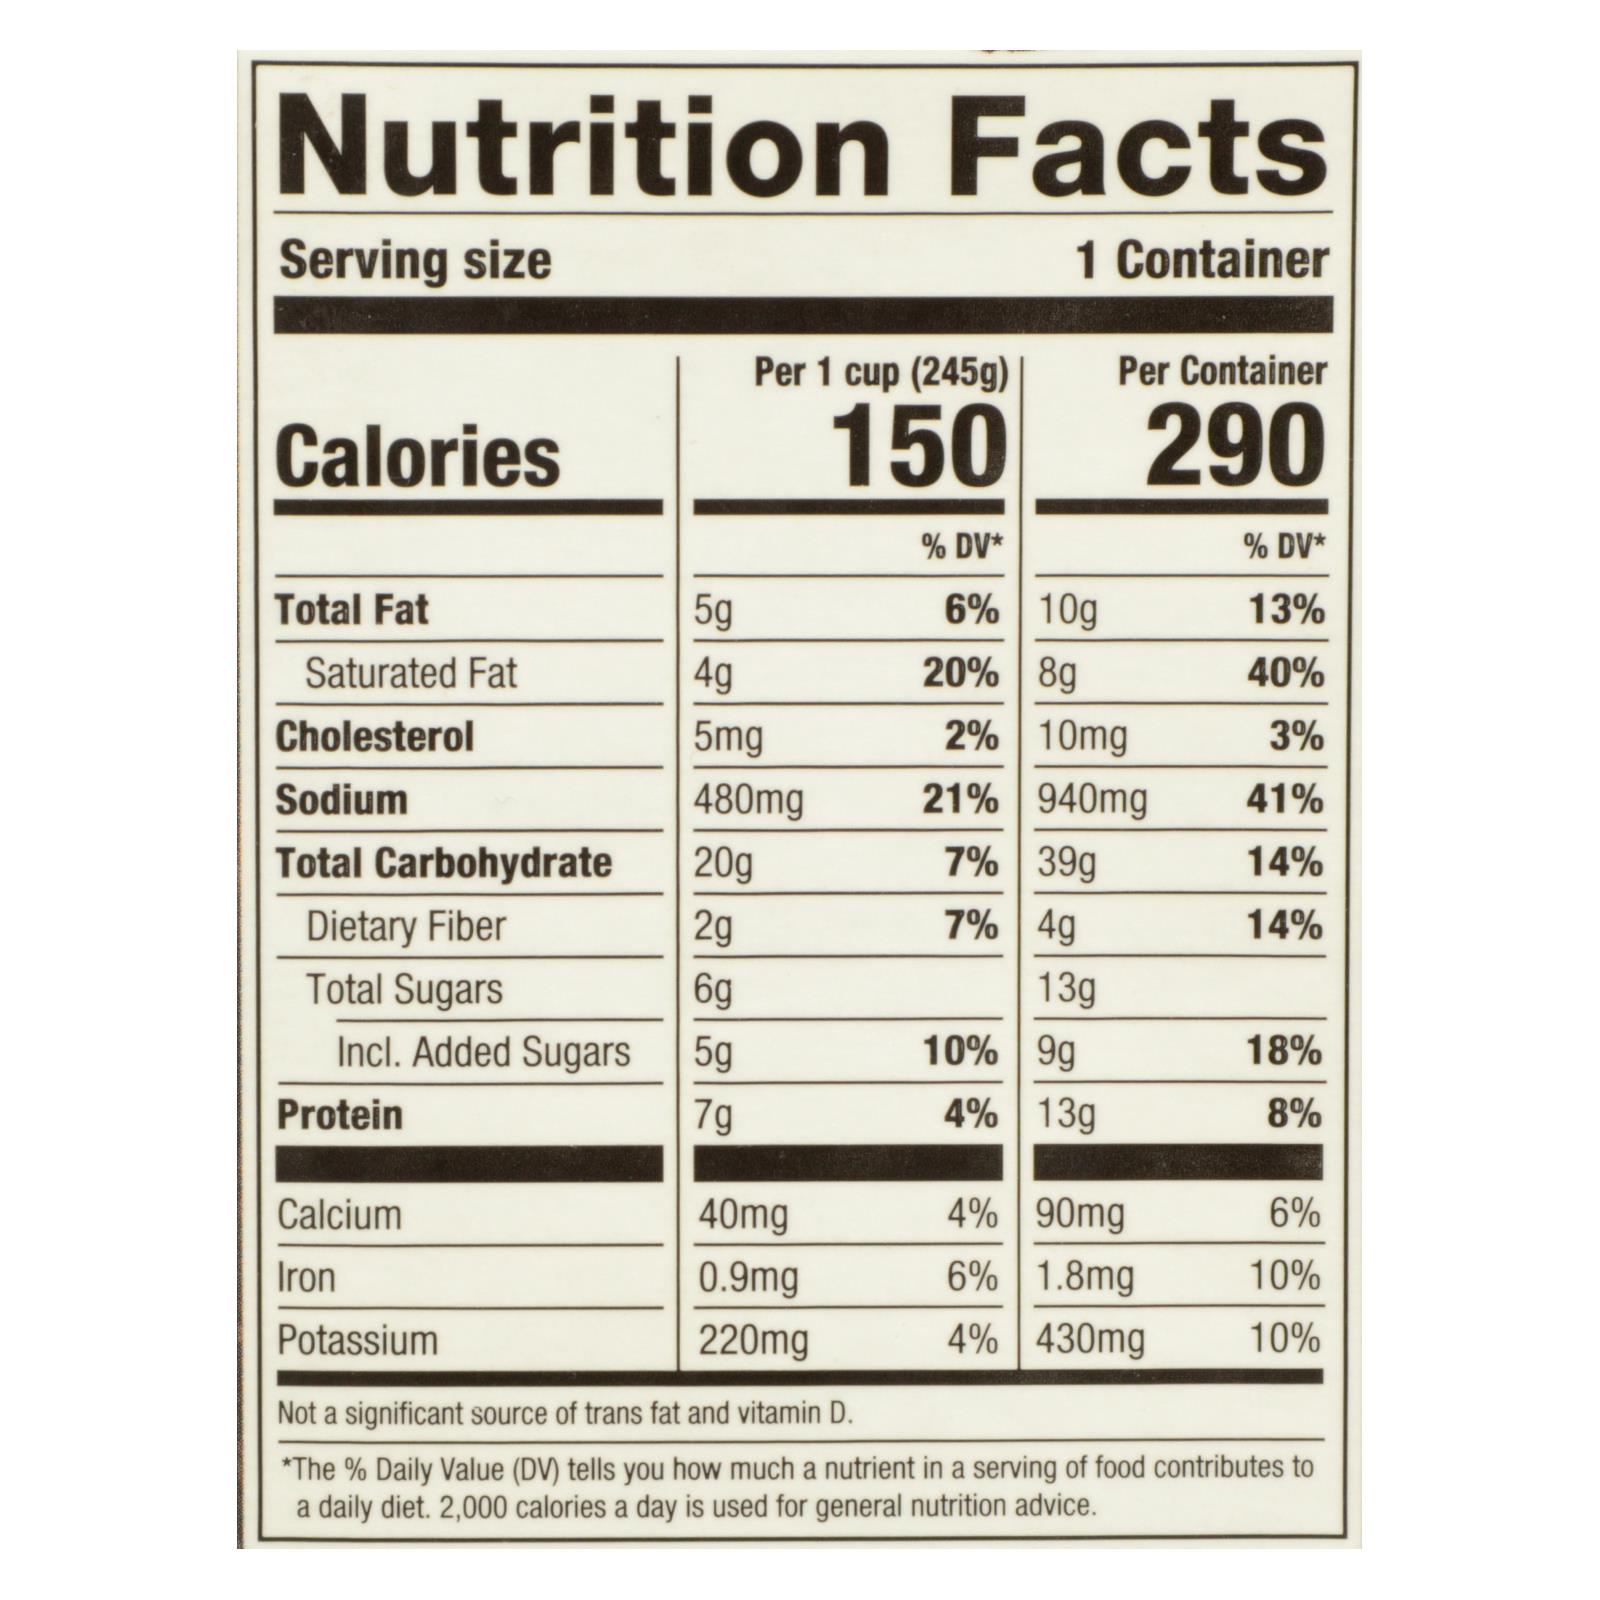 Nutrition Facts
Serving size 1 Container
Per 1 cup (245g) Per Container
Calories 150 290
% DV* % DV*
Total Fat 5g 6% 10g 13%
Saturated Fat 4g 20% 8g 40%
Cholesterol 5mg 2% 10mg 3%
Sodium 480mg 21% 940mg 41%
Total Carbohydrate 20g 7% 39g 14%
Dietary Fiber 2g 7% 4g 14%
Total Sugars 6g 13g
Incl. Added Sugars 5g 10% 9g 18%
Protein 7g 4% 13g 8%
Calcium 40mg 4% 90mg 6%
Iron 0.9mg 6% 1.8mg 10%
Potassium 220mg 4% 430mg 10%
Not a significant source of trans fat and vitamin D.
*The % Daily Value (DV) tells you how much a nutrient in a serving of food contributes to
a daily diet. 2,000 calories a day is used for general nutrition advice.